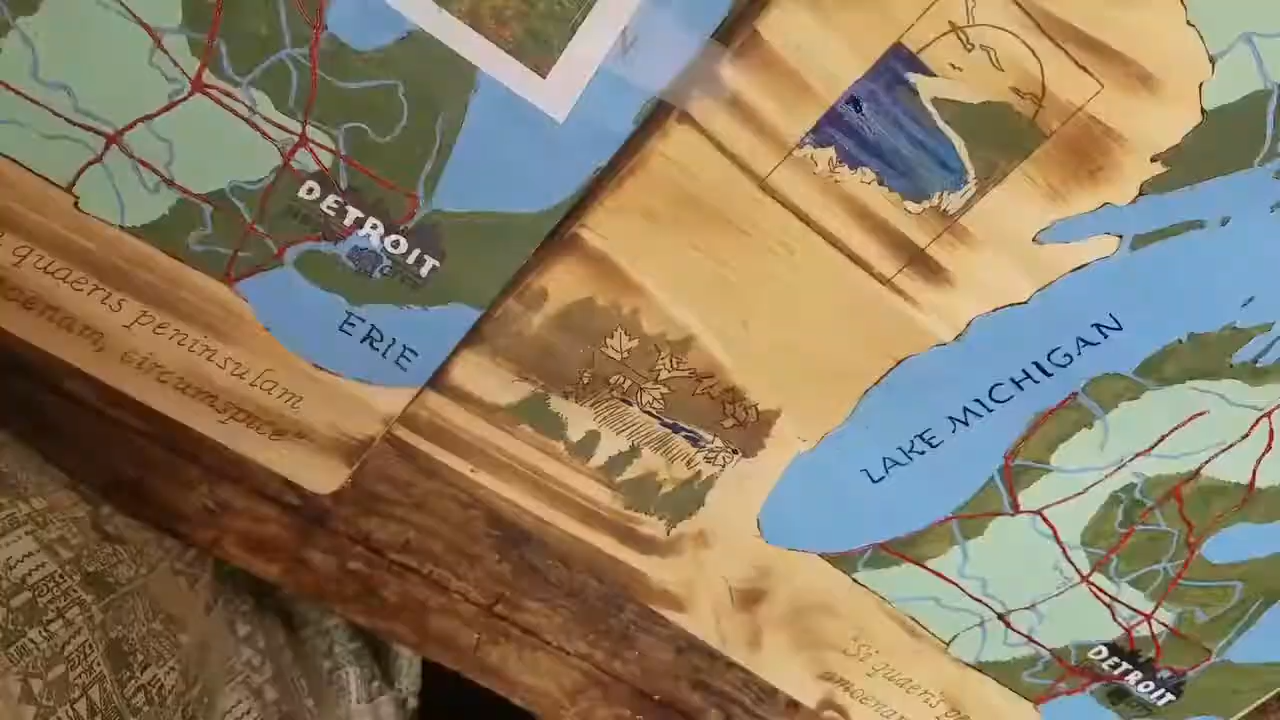 DETROIT
ERIE
quaeris peninsulam
circumspice"
LAKE MICHIGAN
DETROIT
"Si quaeris
amoenam